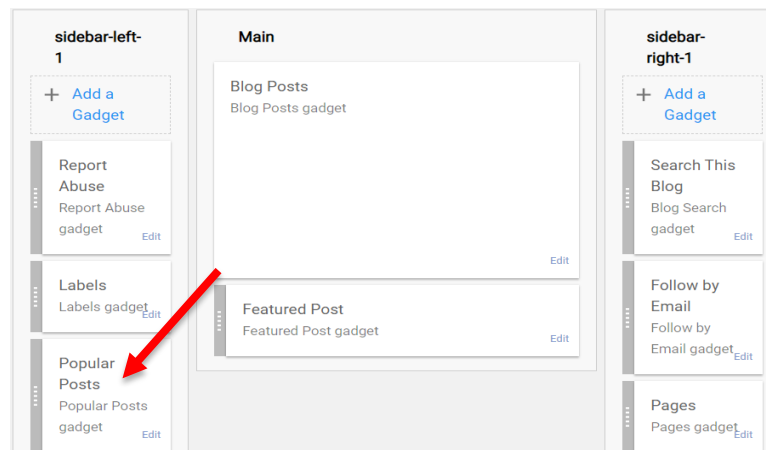 sidebar-left-
1
+ Add a
Gadget
Report
Abuse
Report Abuse
gadget
Edit
Labels
Labels gadget
Edit
Popular
Posts
Popular Posts
gadget
Edit
Main
Blog Posts
Blog Posts gadget
Edit
Featured Post
Featured Post gadget
Edit
sidebar-
right-1
+ Add a
Gadget
Search This
Blog
Blog Search
gadget
Edit
Follow by
Email
Follow by
Email gadget
Edit
Pages
Pages gadget
Edit